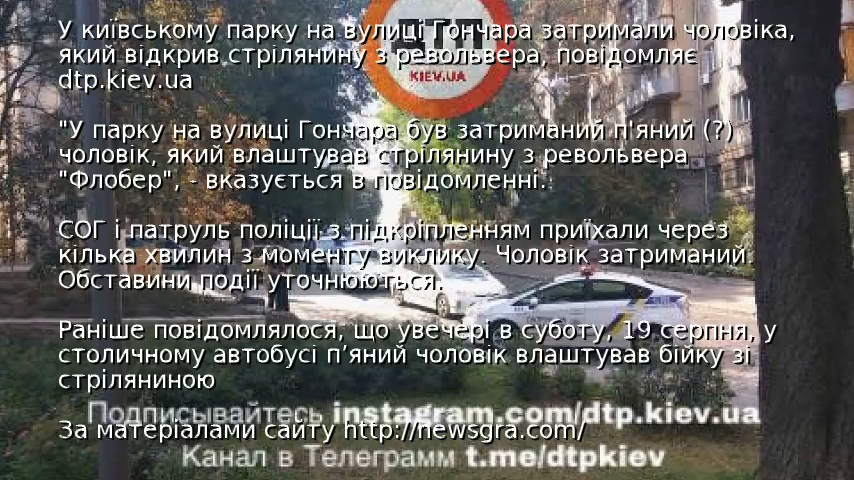 У київському парку на вулиці Гончара затримали чоловіка,
який відкрив стрілянину з револьвера, повідомляє
dtp.kiev.ua
"У парку на вулиці Гончара був затриманий п'яний (?)
чоловік, який влаштував стрілянину з револьвера
"Флобер", - вказується в повідомленні.
СОГ і патруль поліції з підкріпленням приїхали через
кілька хвилин з моменту виклику. Чоловік затриманий.
Обставини події уточнюються.
Раніше повідомлялося, що увечері в суботу, 19 серпня, у
столичному автобусі п’яний чоловік влаштував бійку зі
стріляниною
За матеріалами сайту http://newsgra.com/
ДТП
KIEV.UA
Подписывайтесь instagram.com/dtp.kiev.ua
Канал в Телеграмм t.me/dtpkiev